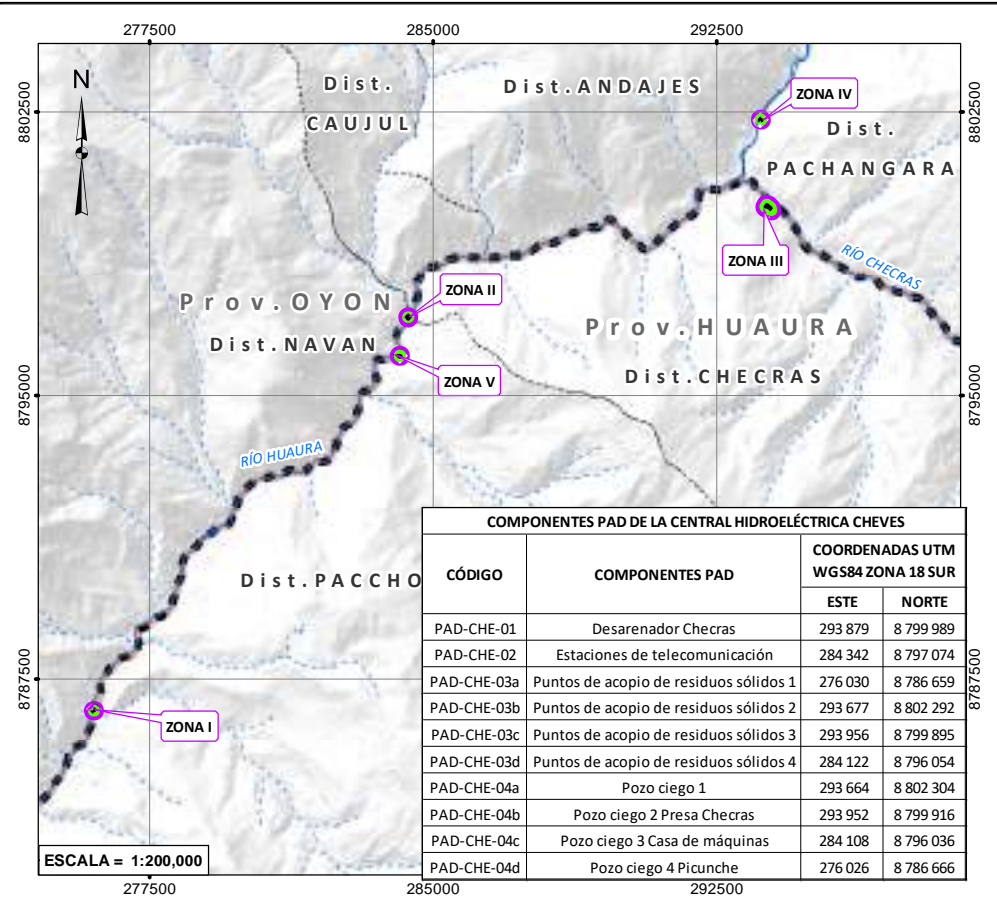 277500 285000 292500
N
8802500
Dist.
CAUJUL
Dist.ANDAJES
ZONA IV
8802500
Dist.
PACHANGARA
ZONA III
RÍO CHECRAS
ZONA II
Prov.OYON
Prov.HUAURA
Dist.NAVAN
ZONA V
Dist.CHECRAS
8795000
8795000
RÍO HUAURA
Dist.PACCHO
8787500
ZONA I
ESCALA = 1:200,000
COMPONENTES PAD DE LA CENTRAL HIDROELÉCTRICA CHEVES
CÓDIGO COMPONENTES PAD COORDENADAS UTM
WGS84 ZONA 18 SUR
ESTE NORTE
PAD-CHE-01 Desarenador Checras 293 879 8 799 989
PAD-CHE-02 Estaciones de telecomunicación 284 342 8 797 074
PAD-CHE-03a Puntos de acopio de residuos sólidos 1 276 030 8 786 659
PAD-CHE-03b Puntos de acopio de residuos sólidos 2 293 677 8 802 292
PAD-CHE-03c Puntos de acopio de residuos sólidos 3 293 956 8 799 895
PAD-CHE-03d Puntos de acopio de residuos sólidos 4 284 122 8 796 054
PAD-CHE-04a Pozo ciego 1 293 664 8 802 304
PAD-CHE-04b Pozo ciego 2 Presa Checras 293 952 8 799 916
PAD-CHE-04c Pozo ciego 3 Casa de máquinas 284 108 8 796 036
PAD-CHE-04d Pozo ciego 4 Picunche 276 026 8 786 666
8787500
277500 285000 292500